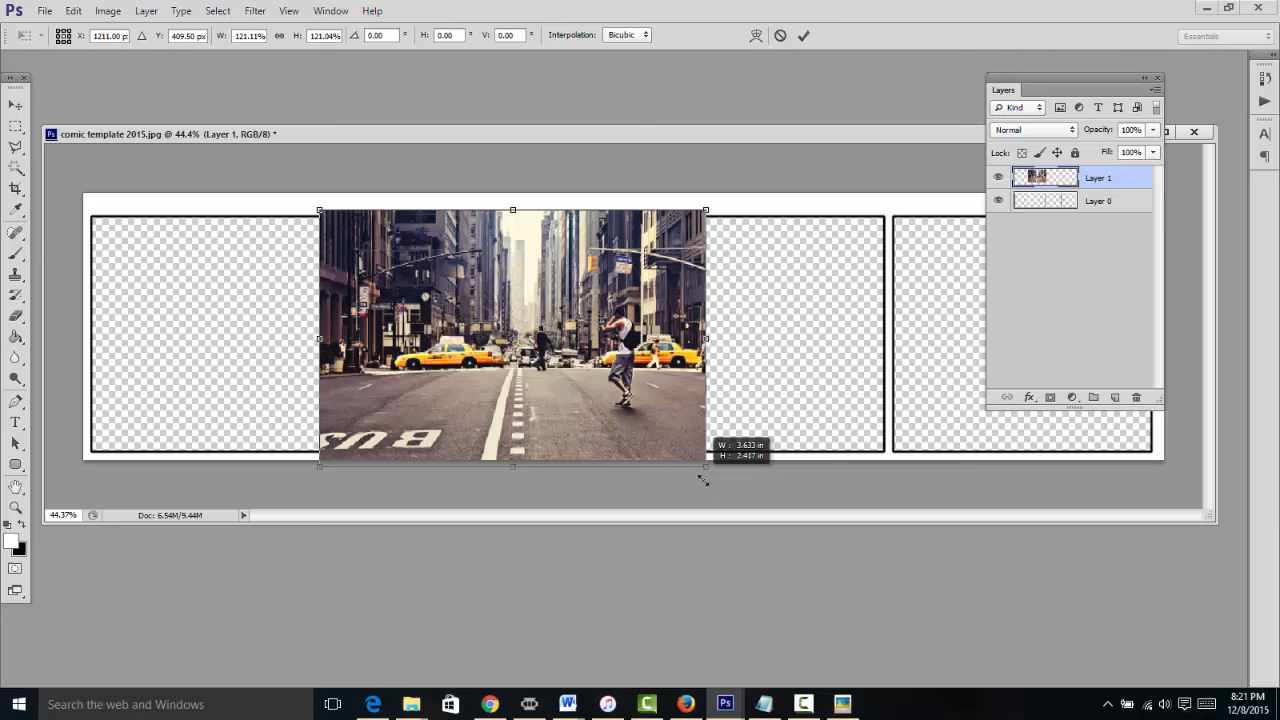 Ps File Edit Image Layer Type Select Filter View Window Help
X: 1211.00 px Y: 409.50 px W: 121.11% H: 121.04% 0.00 ° H: 0.00 ° V: 0.00 ° Interpolation: Bicubic Essentials
Layers
Kind
Ps comic template 2015.jpg @ 44.4% (Layer 1, RGB/8) *
Normal Opacity: 100%
Lock: Fill: 100%
Layer 1
Layer 0
fx
BUS
W: 3.633 in
H: 2.417 in
44.37% Doc: 6.54M/9.44M
Search the web and Windows
Ps
8:21 PM
12/8/2015